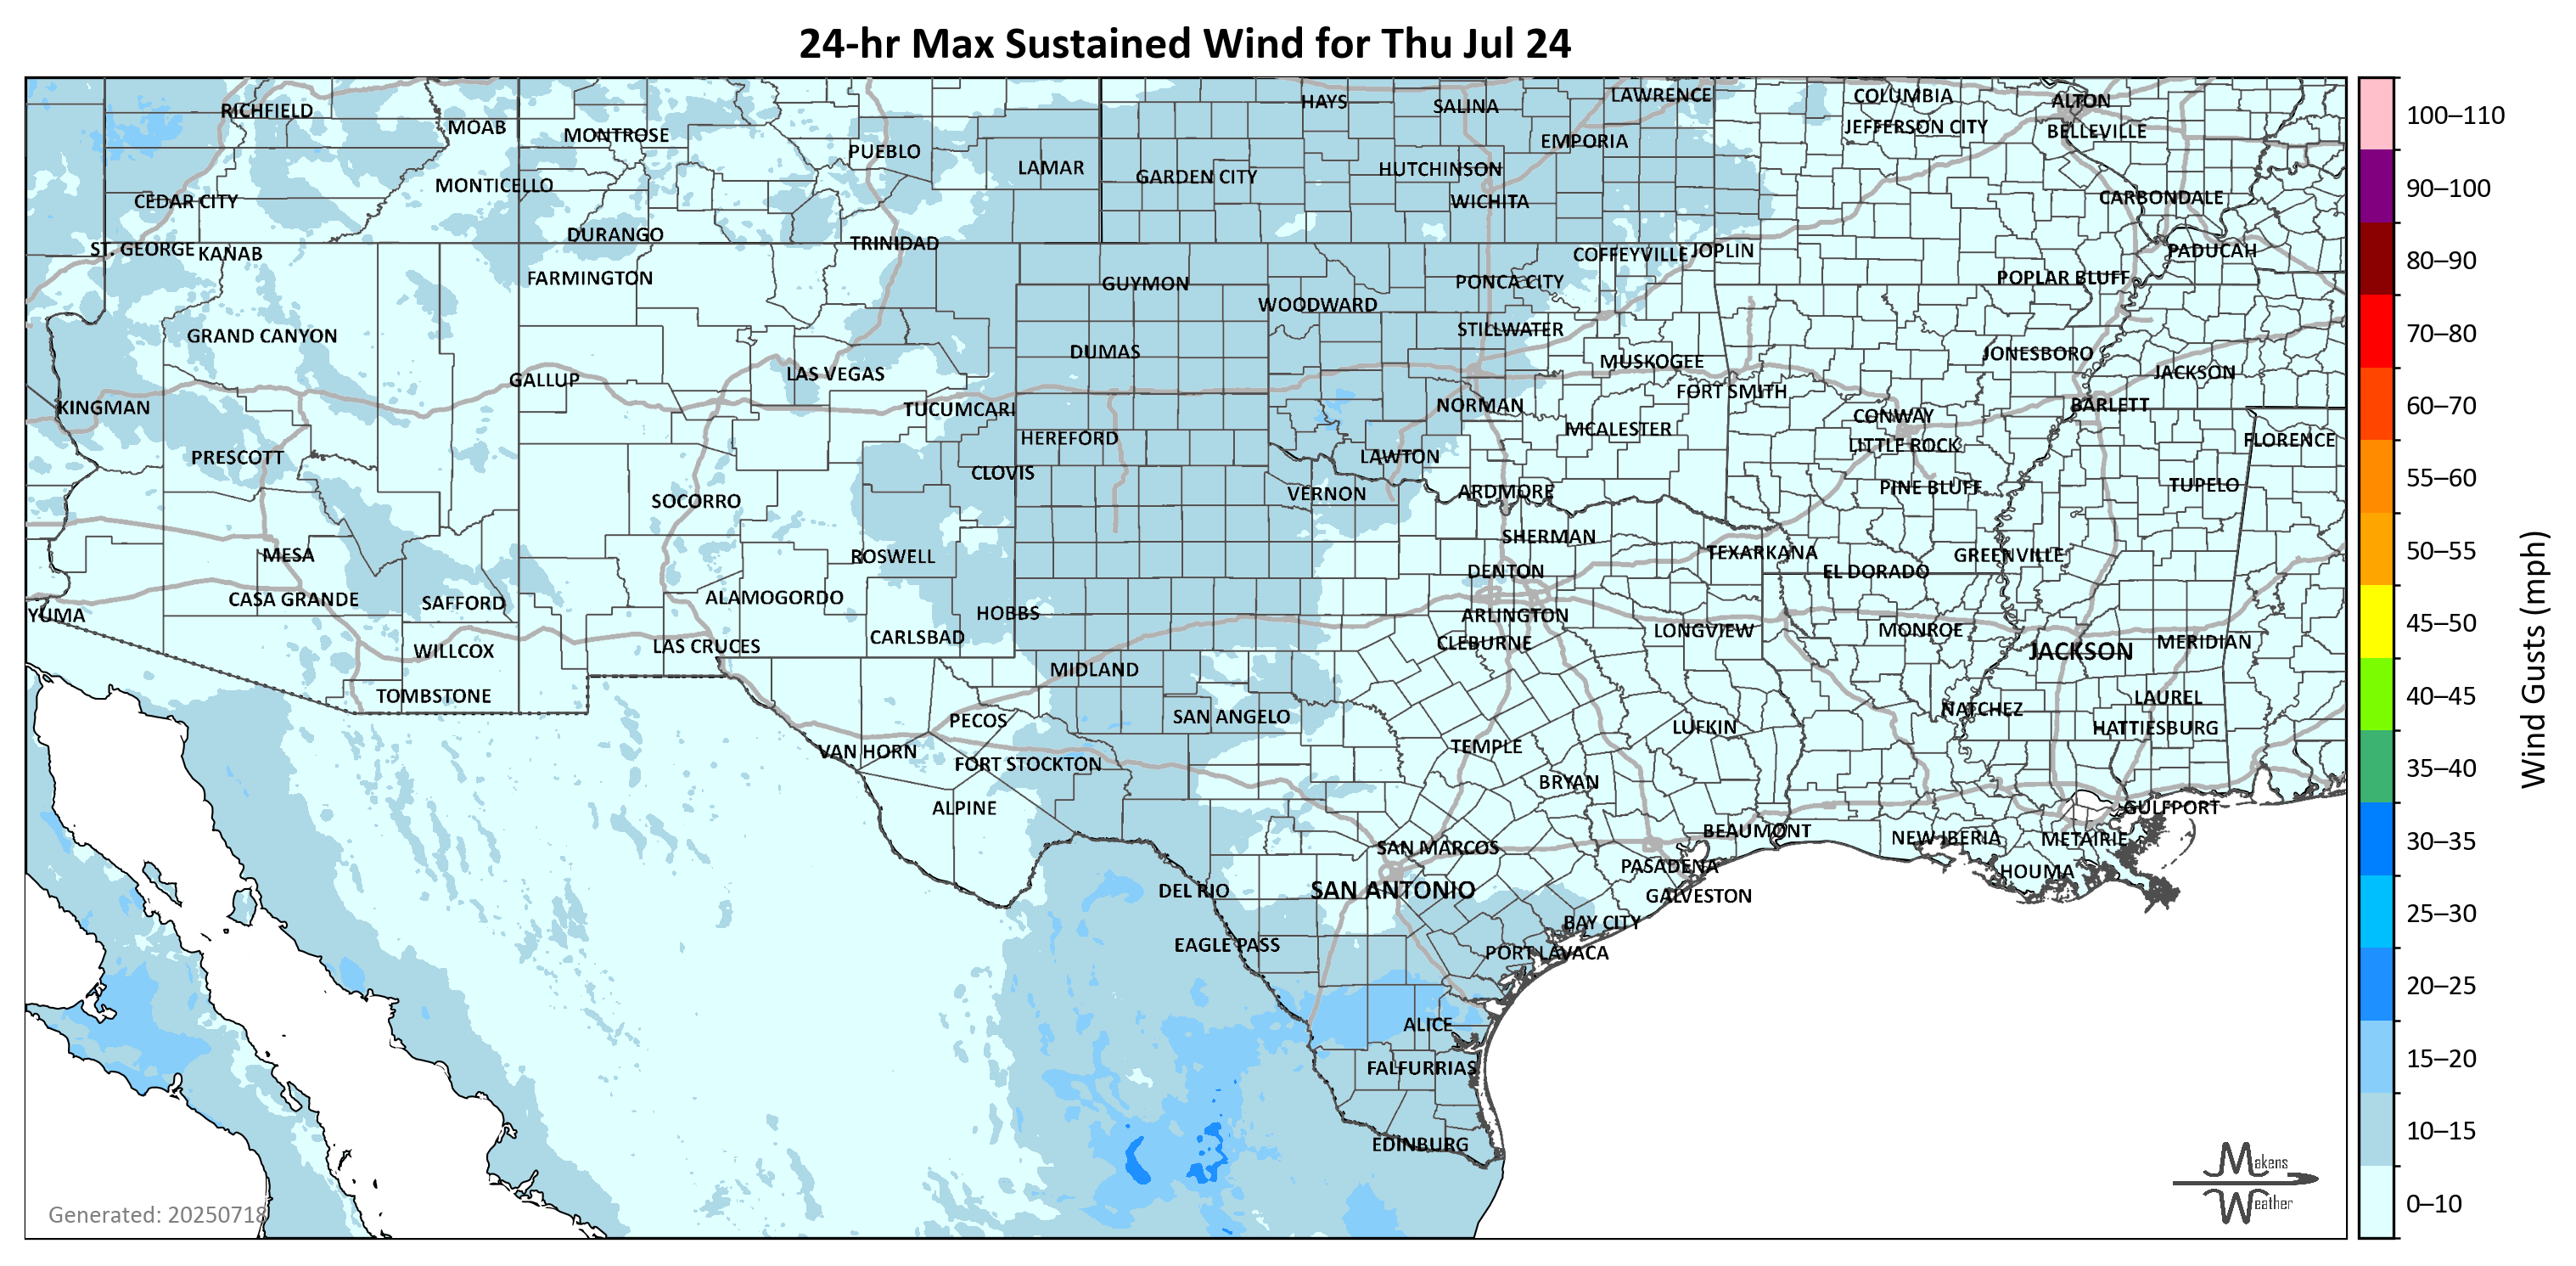 24-hr Max Sustained Wind for Thu Jul 24
RICHFIELD
MOAB
MONTROSE
PUEBLO
LAMAR
HAYS
SALINA
LAWRENCE
COLUMBIA
ALTON
JEFFERSON CITY
BELLEVILLE
EMPORIA
GARDEN CITY
HUTCHINSON
MONTICELLO
CEDAR CITY
WICHITA
CARBONDALE
DURANGO
TRINIDAD
ST. GEORGE
KANAB
COFFEYVILLE
JOPLIN
PADUCAH
FARMINGTON
GUYMON
PONCA CITY
POPLAR BLUFF
WOODWARD
GRAND CANYON
STILLWATER
DUMAS
MUSKOGEE
JONESBORO
GALLUP
LAS VEGAS
JACKSON
FORT SMITH
KINGMAN
TUCUMCARI
NORMAN
CONWAY
BARLETT
HEREFORD
MCALESTER
LITTLE ROCK
FLORENCE
PRESCOTT
CLOVIS
LAWTON
SOCORRO
VERNON
ARDMORE
PINE BLUFF
TUPELO
SHERMAN
MESA
ROSWELL
TEXARKANA
GREENVILLE
DENTON
EL DORADO
CASA GRANDE
SAFFORD
ALAMOGORDO
HOBBS
YUMA
ARLINGTON
CARLSBAD
LONGVIEW
MONROE
WILLCOX
LAS CRUCES
CLEBURNE
JACKSON
MERIDIAN
MIDLAND
TOMBSTONE
LAUREL
PECOS
SAN ANGELO
NATCHEZ
LUFKIN
HATTIESBURG
VAN HORN
FORT STOCKTON
TEMPLE
BRYAN
ALPINE
GULFPORT
BEAUMONT
NEW IBERIA
METAIRIE
SAN MARCOS
PASADENA
HOUMA
DEL RIO
SAN ANTONIO
GALVESTON
BAY CITY
EAGLE PASS
PORT LAVACA
ALICE
FALFURRIAS
EDINBURG
Generated: 20250718
Makens
Weather
100–110
90–100
80–90
70–80
60–70
55–60
50–55
45–50
40–45
35–40
30–35
25–30
20–25
15–20
10–15
0–10
Wind Gusts (mph)